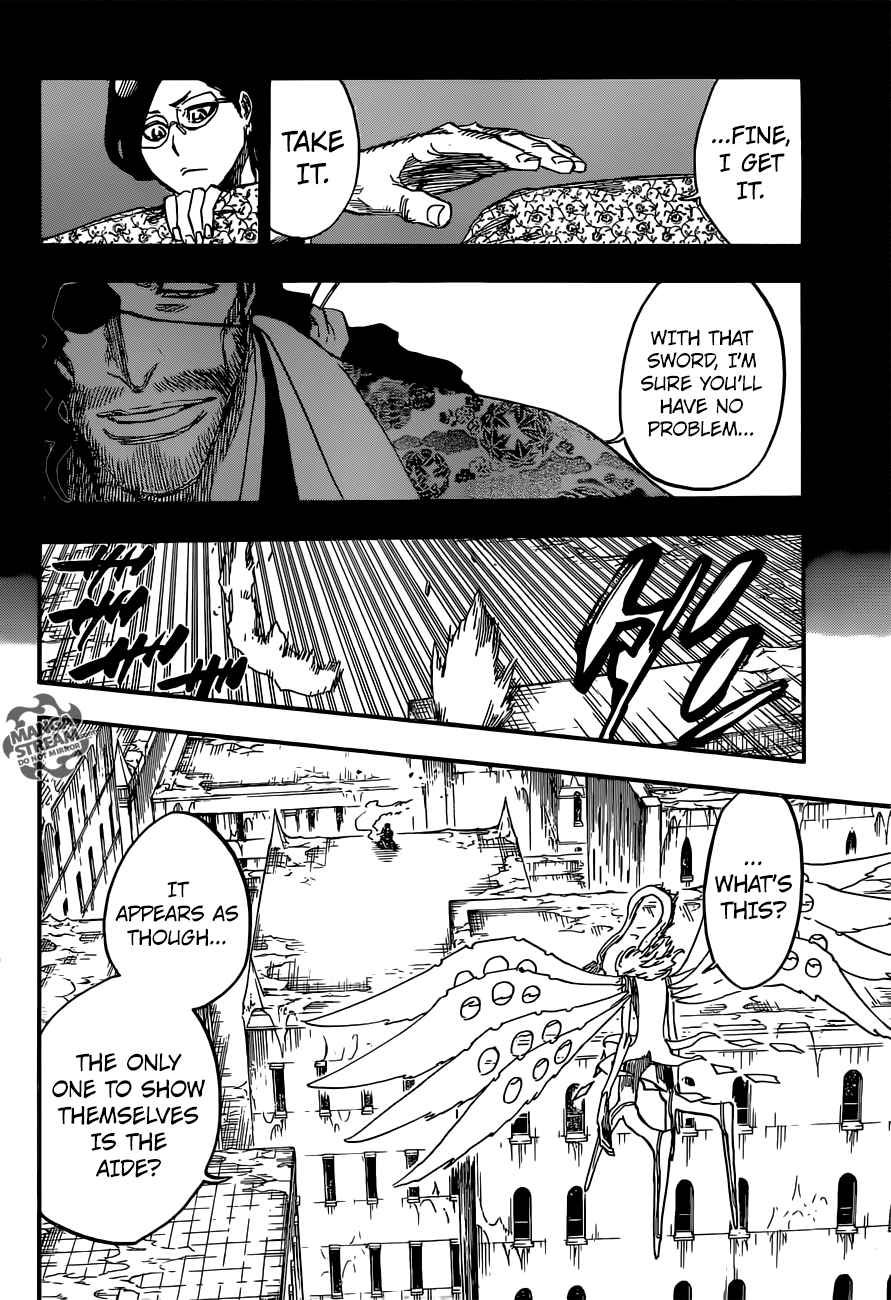 ...FINE,
I GET
IT.
TAKE
IT.
WITH THAT
SWORD, I'M
SURE YOU'LL
HAVE NO
PROBLEM...
MANGA
STREAM
DO NOT MIRROR
...
WHAT'S
THIS?
IT
APPEARS AS
THOUGH...
THE ONLY
ONE TO SHOW
THEMSELVES
IS THE
AIDE?